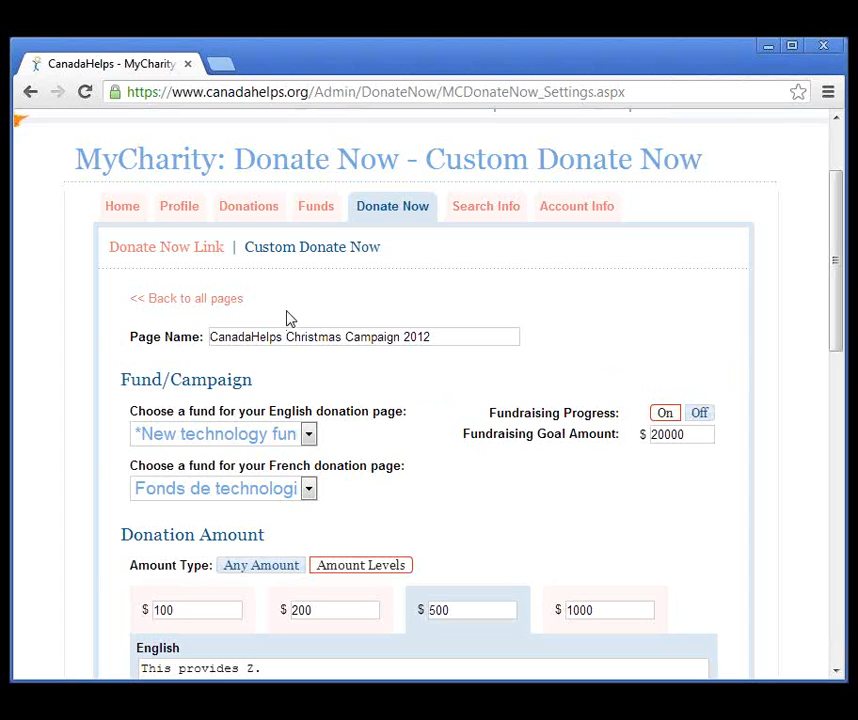 CanadaHelps - MyCharity
https://www.canadahelps.org/Admin/DonateNow/MCDonateNow_Settings.aspx
MyCharity: Donate Now - Custom Donate Now
Home Profile Donations Funds Donate Now Search Info Account Info
Donate Now Link | Custom Donate Now
<< Back to all pages
Page Name: CanadaHelps Christmas Campaign 2012
Fund/Campaign
Choose a fund for your English donation page:
*New technology fun
Fundraising Progress: On Off
Fundraising Goal Amount: $ 20000
Choose a fund for your French donation page:
Fonds de technologi
Donation Amount
Amount Type: Any Amount Amount Levels
$ 100 $ 200 $ 500 $ 1000
English
This provides Z.